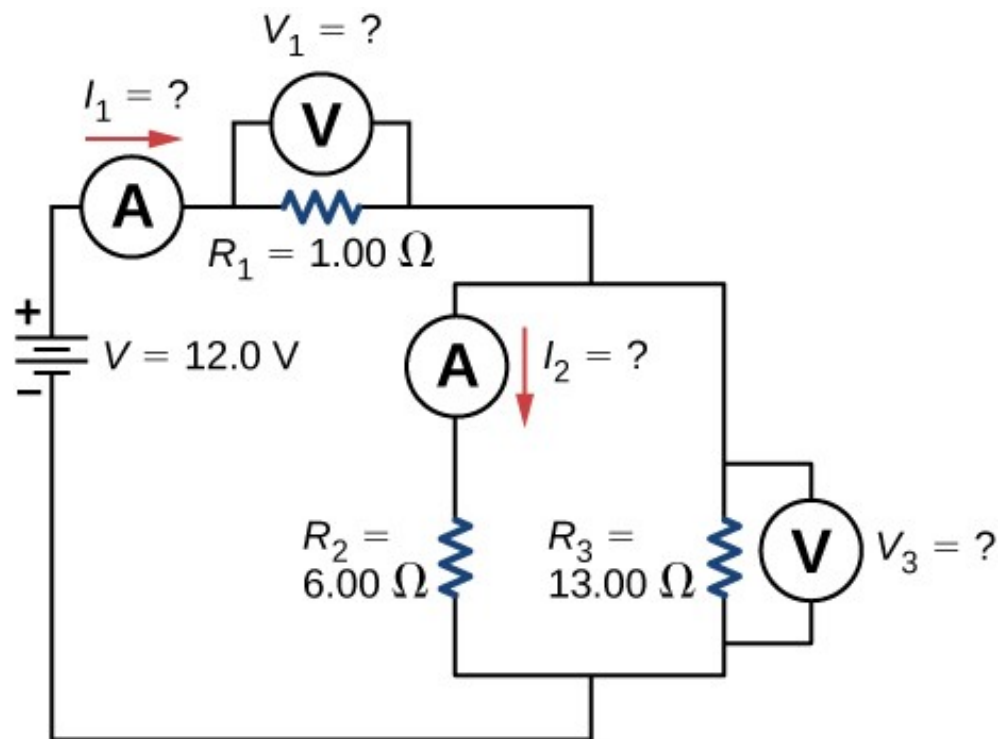 V₁ = ?
I₁ = ?
V
A
R₁ = 1.00 Ω
+
V = 12.0 V
−
A
I₂ = ?
R₂ =
6.00 Ω
R₃ =
13.00 Ω
V
V₃ = ?